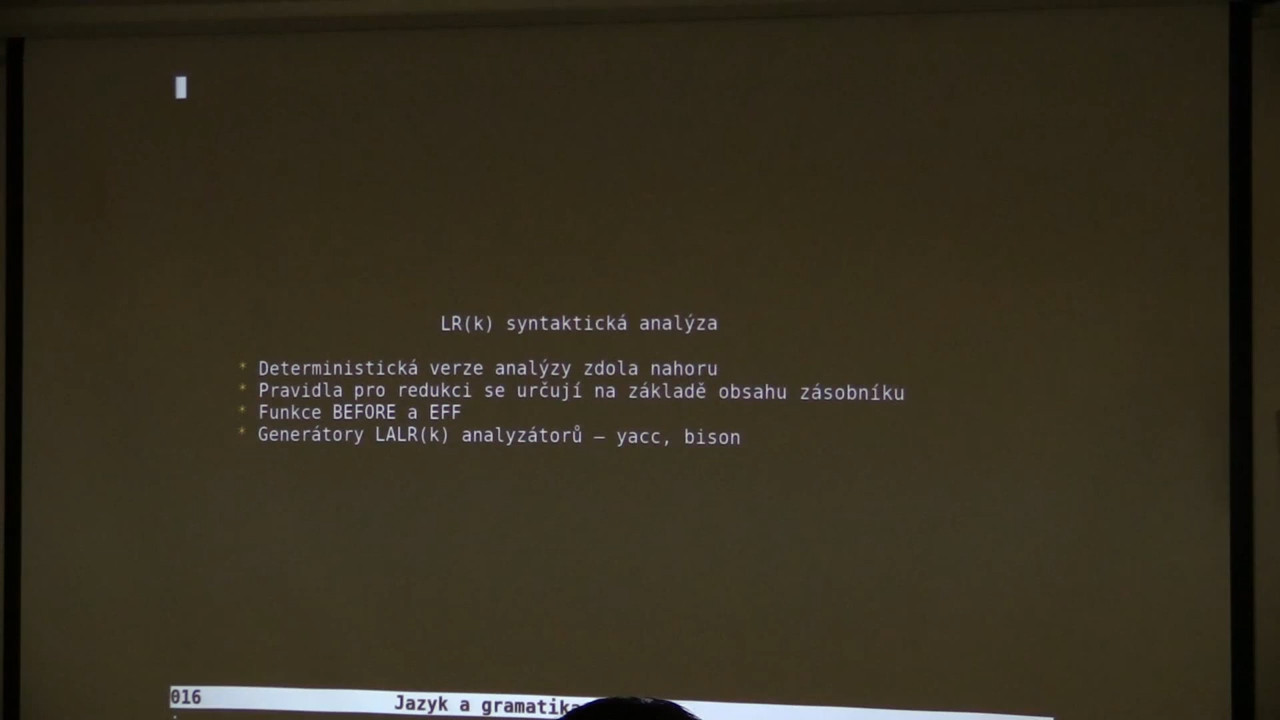 LR(k) syntaktická analýza
* Deterministická verze analýzy zdola nahoru
* Pravidla pro redukci se určují na základě obsahu zásobníku
* Funkce BEFORE a EFF
* Generátory LALR(k) analyzátorů – yacc, bison
016 Jazyk a gramatika